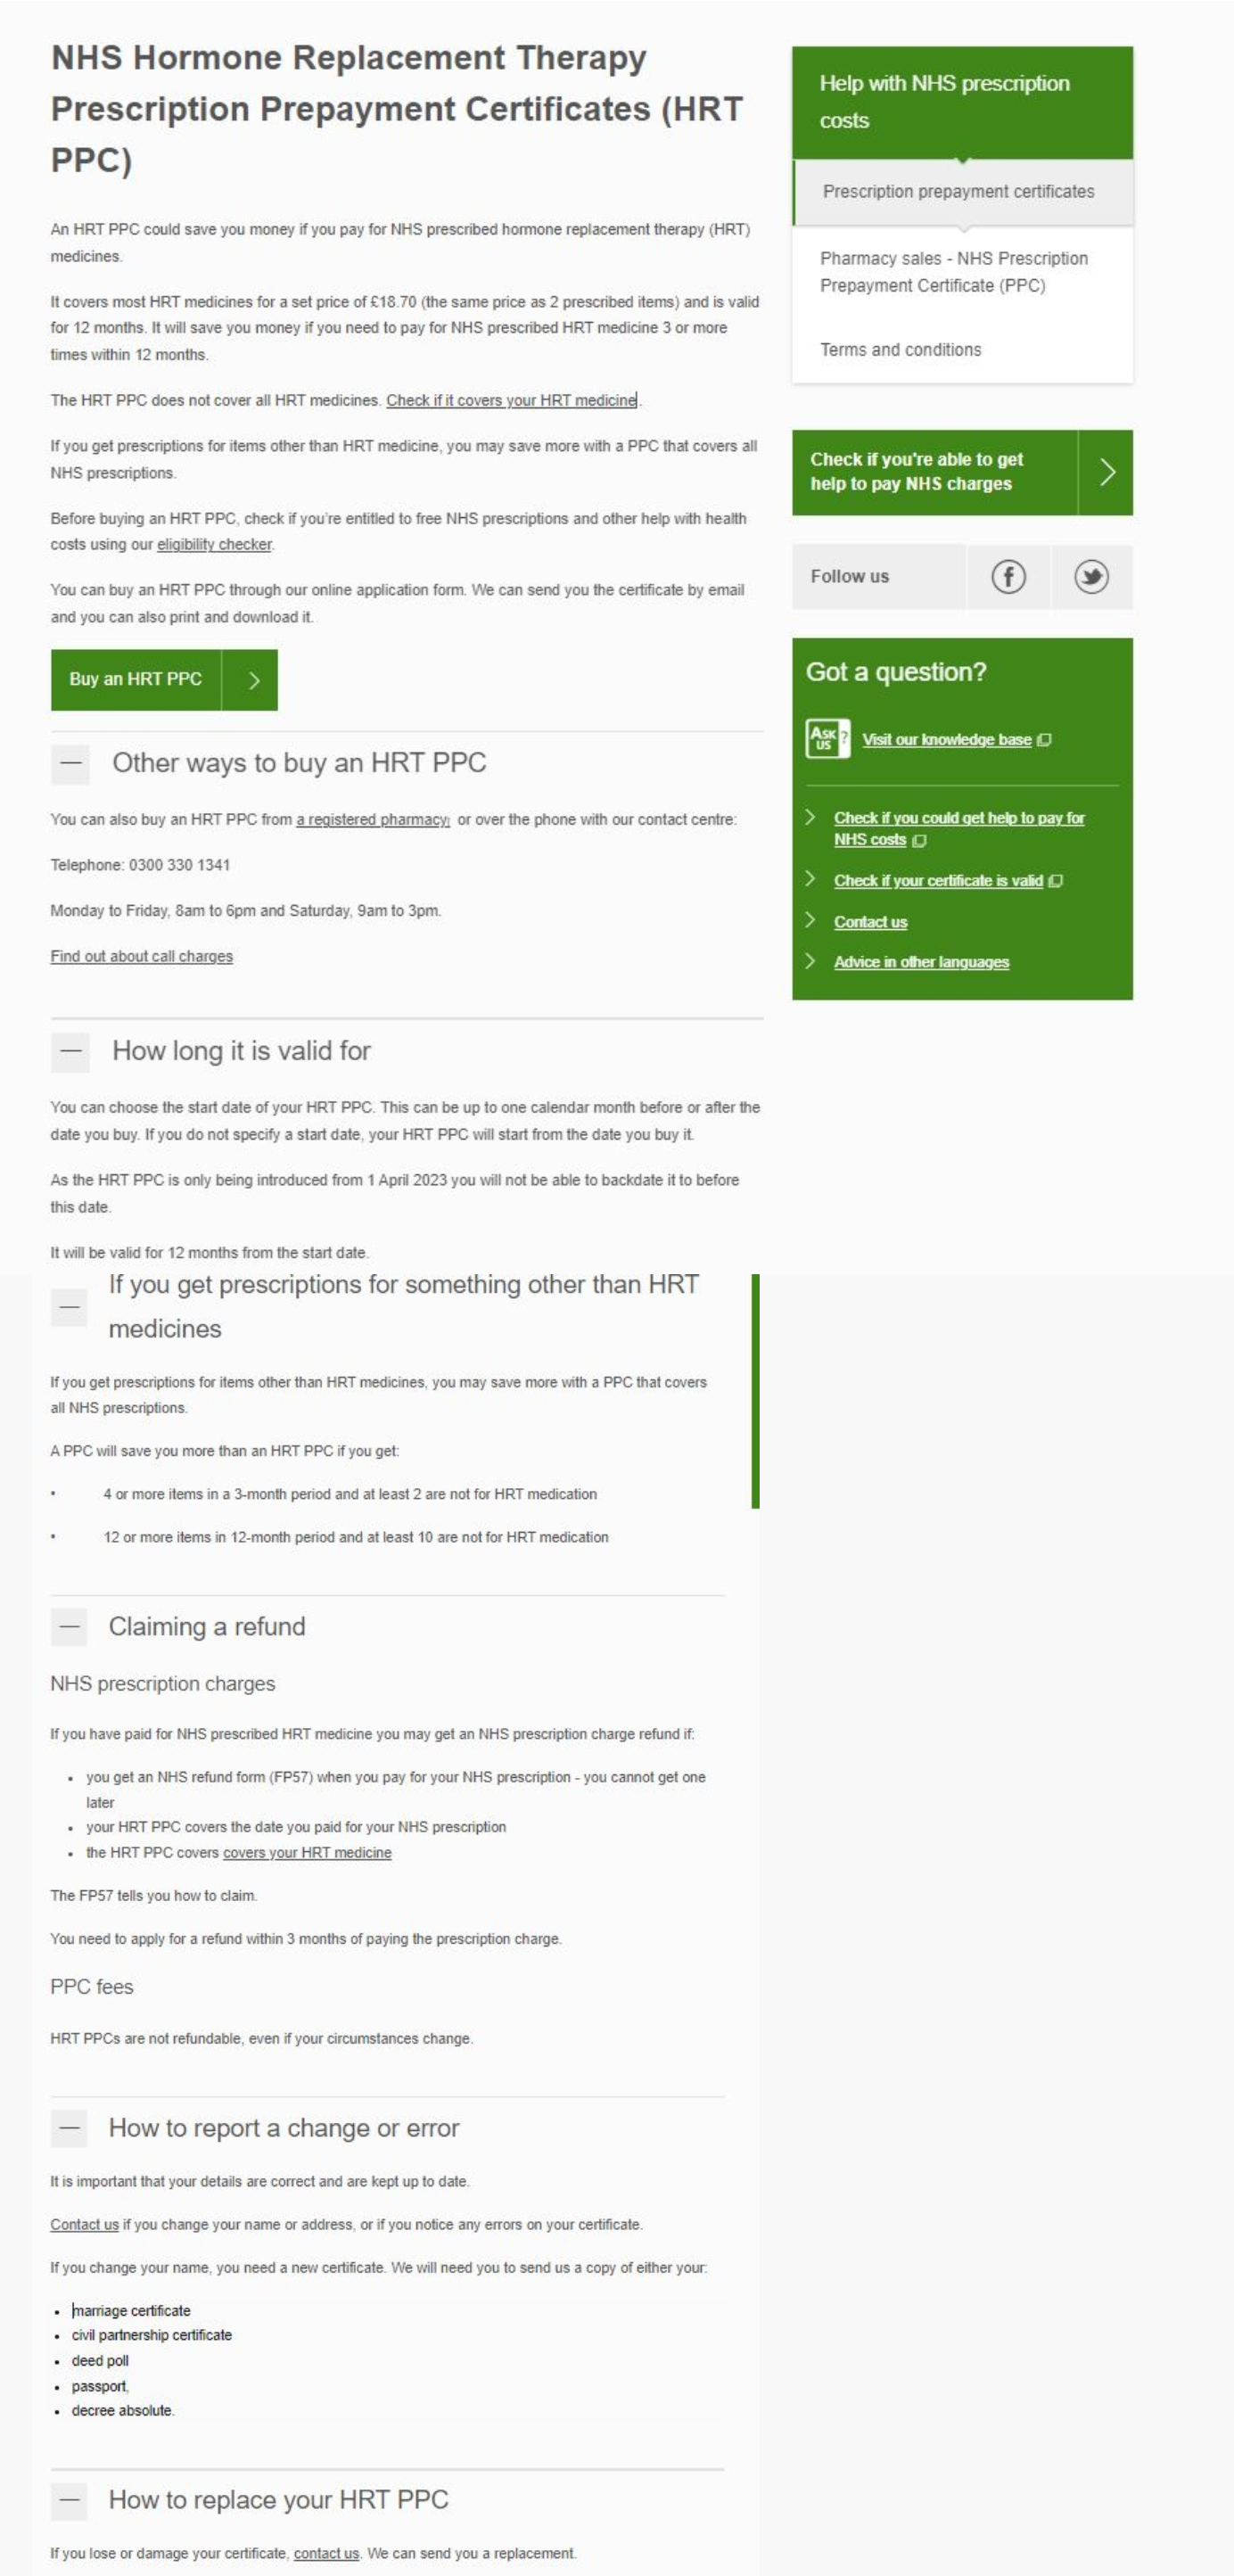 NHS Hormone Replacement Therapy
Prescription Prepayment Certificates (HRT
PPC)
An HRT PPC could save you money if you pay for NHS prescribed hormone replacement therapy (HRT)
medicines.
It covers most HRT medicines for a set price of £18.70 (the same price as 2 prescribed items) and is valid
for 12 months. It will save you money if you need to pay for NHS prescribed HRT medicine 3 or more
times within 12 months.
The HRT PPC does not cover all HRT medicines. Check if it covers your HRT medicine.
If you get prescriptions for items other than HRT medicine, you may save more with a PPC that covers all
NHS prescriptions.
Before buying an HRT PPC, check if you're entitled to free NHS prescriptions and other help with health
costs using our eligibility checker.
You can buy an HRT PPC through our online application form. We can send you the certificate by email
and you can also print and download it.
Buy an HRT PPC
Other ways to buy an HRT PPC
You can also buy an HRT PPC from a registered pharmacy, or over the phone with our contact centre:
Telephone: 0300 330 1341
Monday to Friday, 8am to 6pm and Saturday, 9am to 3pm.
Find out about call charges
How long it is valid for
You can choose the start date of your HRT PPC. This can be up to one calendar month before or after the
date you buy. If you do not specify a start date, your HRT PPC will start from the date you buy it.
As the HRT PPC is only being introduced from 1 April 2023 you will not be able to backdate it to before
this date.
It will be valid for 12 months from the start date.
If you get prescriptions for something other than HRT
medicines
If you get prescriptions for items other than HRT medicines, you may save more with a PPC that covers
all NHS prescriptions.
A PPC will save you more than an HRT PPC if you get:
• 4 or more items in a 3-month period and at least 2 are not for HRT medication
• 12 or more items in 12-month period and at least 10 are not for HRT medication
Claiming a refund
NHS prescription charges
If you have paid for NHS prescribed HRT medicine you may get an NHS prescription charge refund if:
• you get an NHS refund form (FP57) when you pay for your NHS prescription - you cannot get one
later
• your HRT PPC covers the date you paid for your NHS prescription
• the HRT PPC covers covers your HRT medicine
The FP57 tells you how to claim.
You need to apply for a refund within 3 months of paying the prescription charge.
PPC fees
HRT PPCs are not refundable, even if your circumstances change.
How to report a change or error
It is important that your details are correct and are kept up to date.
Contact us if you change your name or address, or if you notice any errors on your certificate.
If you change your name, you need a new certificate. We will need you to send us a copy of either your:
• marriage certificate
• civil partnership certificate
• deed poll
• passport,
• decree absolute.
How to replace your HRT PPC
If you lose or damage your certificate, contact us. We can send you a replacement.
Help with NHS prescription
costs
Prescription prepayment certificates
Pharmacy sales - NHS Prescription
Prepayment Certificate (PPC)
Terms and conditions
Check if you're able to get
help to pay NHS charges
Follow us
Got a question?
ASK
US ?
Visit our knowledge base
Check if you could get help to pay for
NHS costs
Check if your certificate is valid
Contact us
Advice in other languages